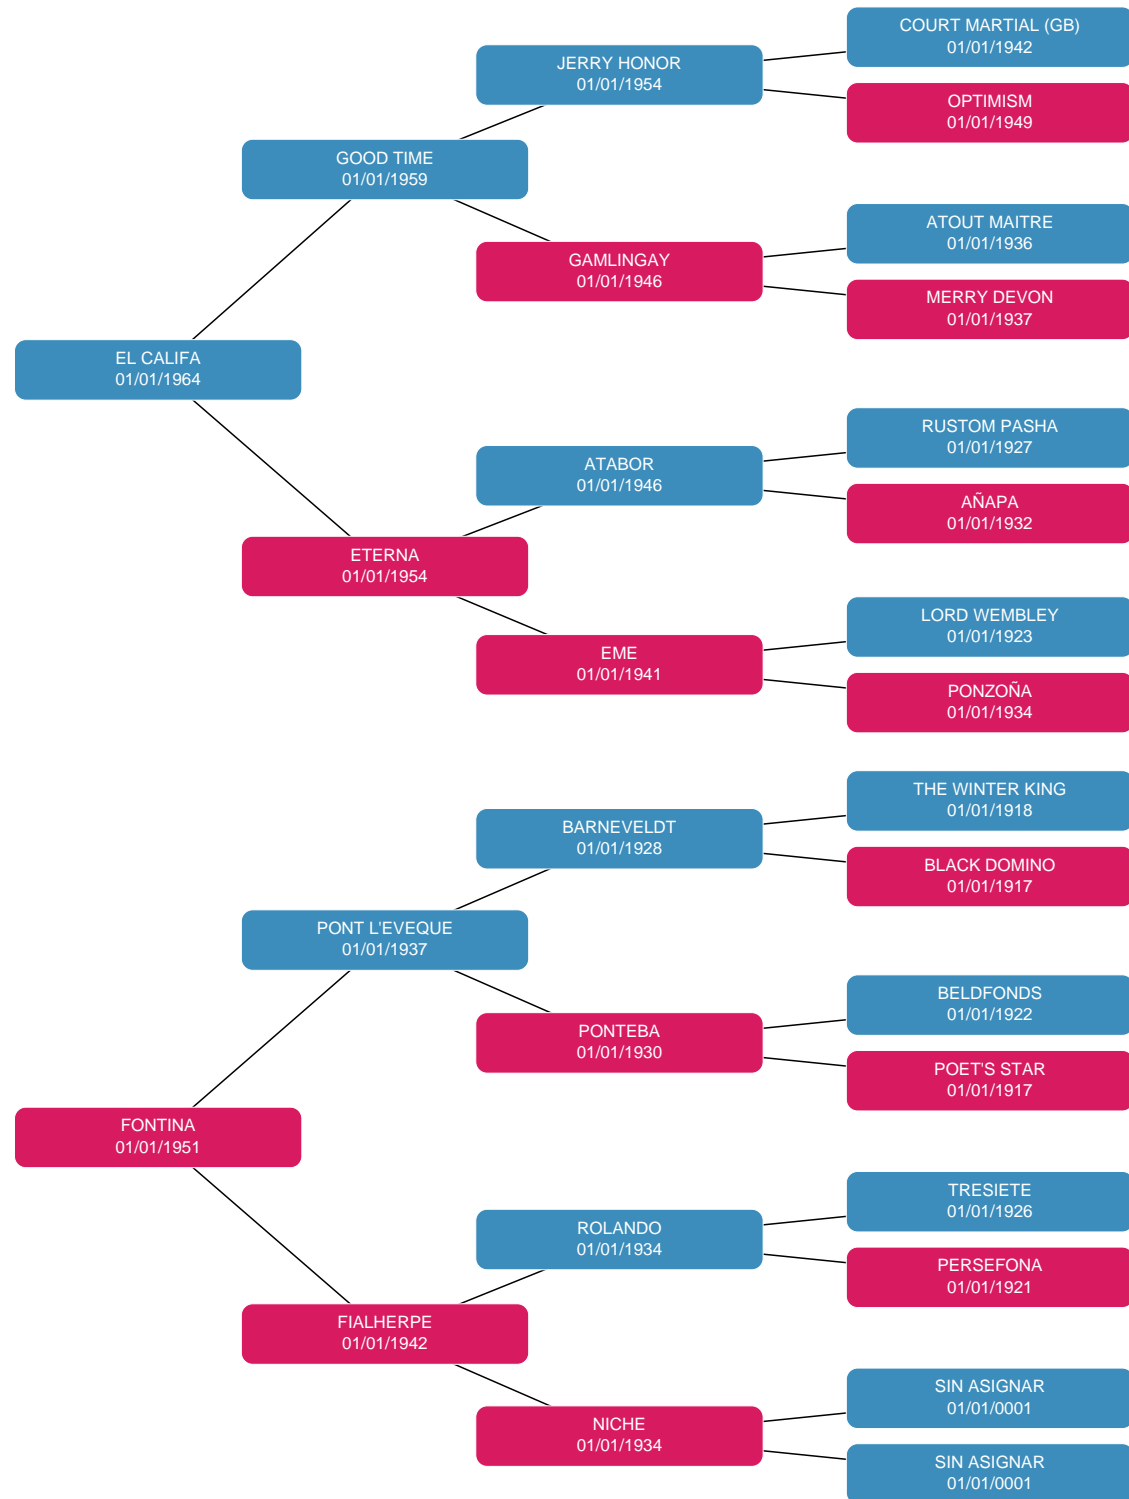 COURT MARTIAL (GB)
01/01/1942
JERRY HONOR
01/01/1954
OPTIMISM
01/01/1949
GOOD TIME
01/01/1959
ATOUT MAITRE
01/01/1936
GAMLINGAY
01/01/1946
MERRY DEVON
01/01/1937
EL CALIFA
01/01/1964
RUSTOM PASHA
01/01/1927
ATABOR
01/01/1946
AÑAPA
01/01/1932
ETERNA
01/01/1954
LORD WEMBLEY
01/01/1923
EME
01/01/1941
PONZOÑA
01/01/1934
THE WINTER KING
01/01/1918
BARNEVELDT
01/01/1928
BLACK DOMINO
01/01/1917
PONT L'EVEQUE
01/01/1937
BELDFONDS
01/01/1922
PONTEBA
01/01/1930
POET'S STAR
01/01/1917
FONTINA
01/01/1951
TRESIETE
01/01/1926
ROLANDO
01/01/1934
PERSEFONA
01/01/1921
FIALHERPE
01/01/1942
SIN ASIGNAR
01/01/0001
NICHE
01/01/1934
SIN ASIGNAR
01/01/0001